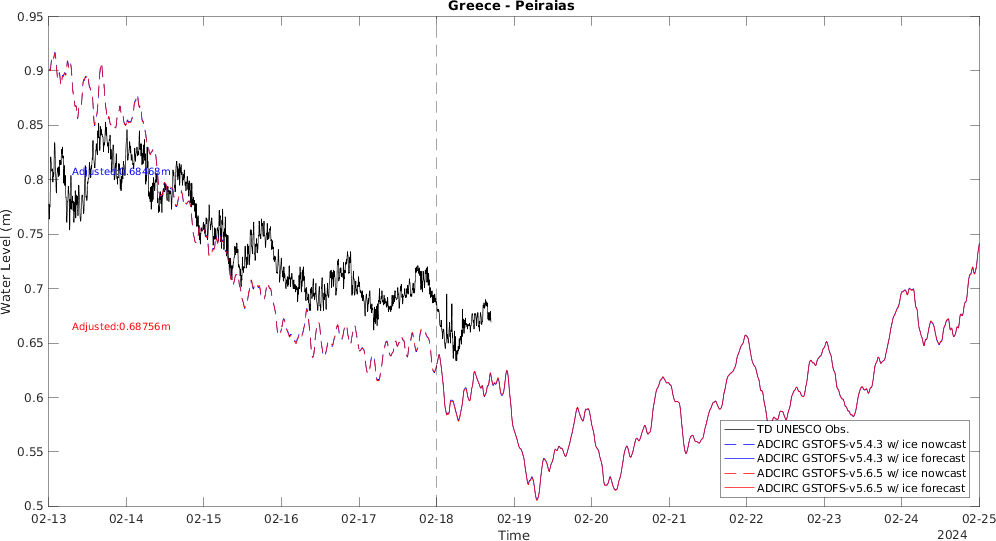 Greece - Peiraias
0.95
0.9
0.85
0.8
0.75
0.7
0.65
0.6
0.55
0.5
Water Level (m)
Adjusted:0.68468m
Adjusted:0.68756m
TD UNESCO Obs.
ADCIRC GSTOFS-v5.4.3 w/ ice nowcast
ADCIRC GSTOFS-v5.4.3 w/ ice forecast
ADCIRC GSTOFS-v5.6.5 w/ ice nowcast
ADCIRC GSTOFS-v5.6.5 w/ ice forecast
02-13 02-14 02-15 02-16 02-17 02-18 02-19 02-20 02-21 02-22 02-23 02-24 02-25
Time
2024